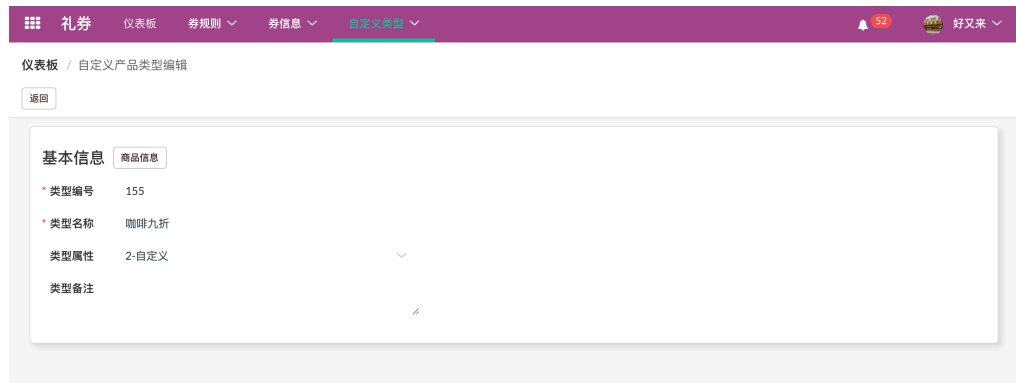 礼券 仪表板 券规则 券信息 自定义类型 52 好又来
仪表板 / 自定义产品类型编辑
返回
基本信息 商品信息
* 类型编号 155
* 类型名称 咖啡九折
类型属性 2-自定义
类型备注